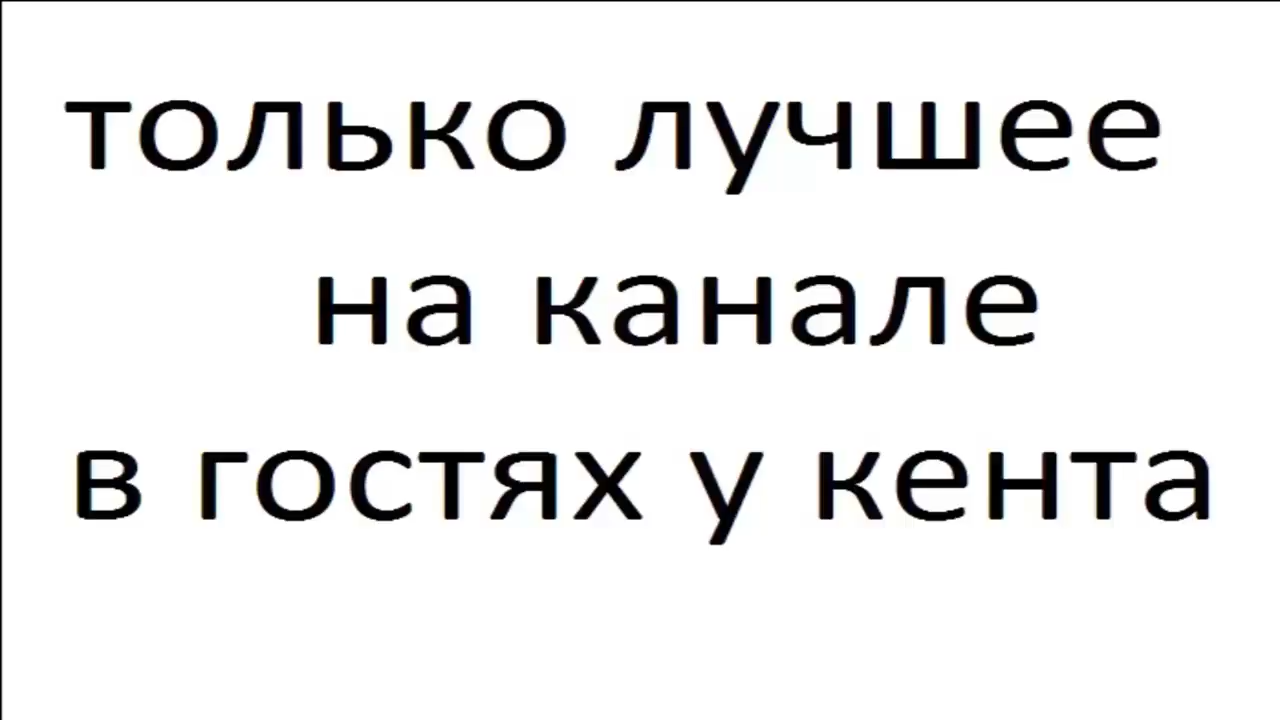 только лучшее
на канале
в гостях у кента